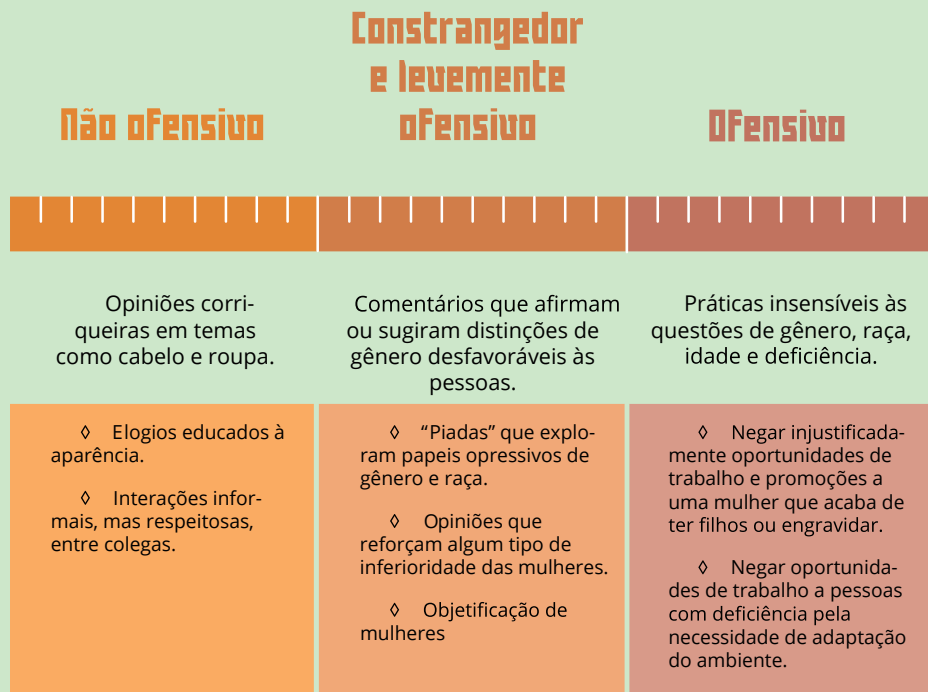 Não ofensivo
Opiniões corri-
queiras em temas
como cabelo e roupa.
◊ Elogios educados à
aparência.
◊ Interações infor-
mais, mas respeitosas,
entre colegas.
Constrangedor
e levemente
ofensivo
Comentários que afirmam
ou sugiram distinções de
gênero desfavoráveis às
pessoas.
◊ “Piadas” que explo-
ram papeis opressivos de
gênero e raça.
◊ Opiniões que
reforçam algum tipo de
inferioridade das mulheres.
◊ Objetificação de
mulheres
Ofensivo
Práticas insensíveis às
questões de gênero, raça,
idade e deficiência.
◊ Negar injustificada-
mente oportunidades de
trabalho e promoções a
uma mulher que acaba de
ter filhos ou engravidar.
◊ Negar oportunida-
des de trabalho a pessoas
com deficiência pela
necessidade de adaptação
do ambiente.